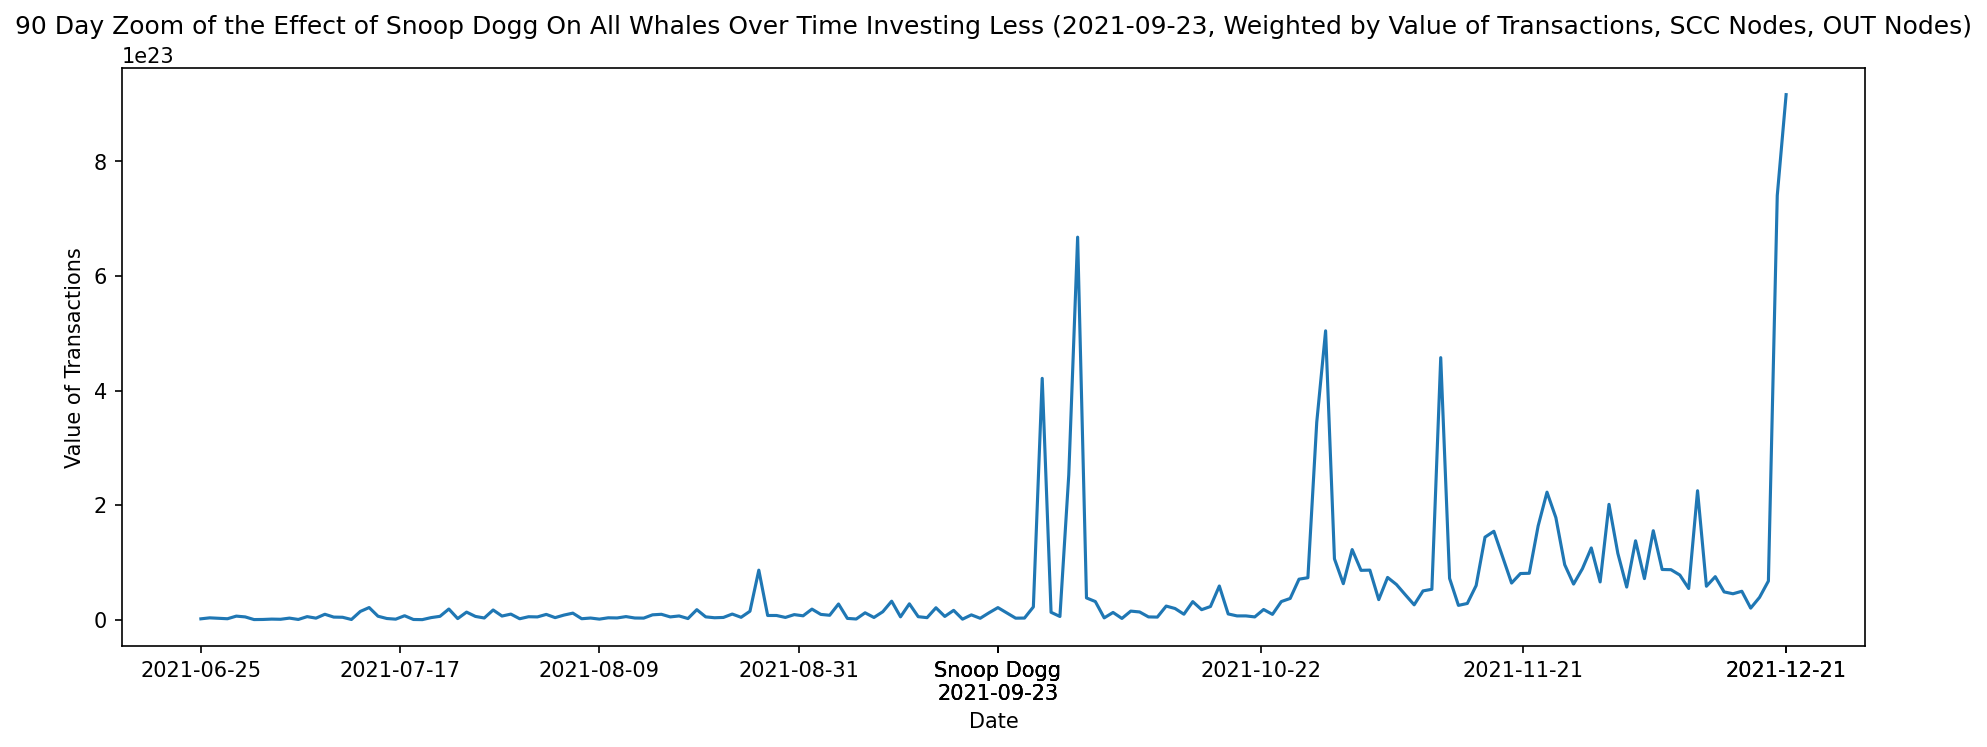 90 Day Zoom of the Effect of Snoop Dogg On All Whales Over Time Investing Less (2021-09-23, Weighted by Value of Transactions, SCC Nodes, OUT Nodes)
1e23
8
6
4
2
0
Value of Transactions
2021-06-25
2021-07-17
2021-08-09
2021-08-31
Snoop Dogg
2021-09-23
2021-10-22
2021-11-21
2021-12-21
Date